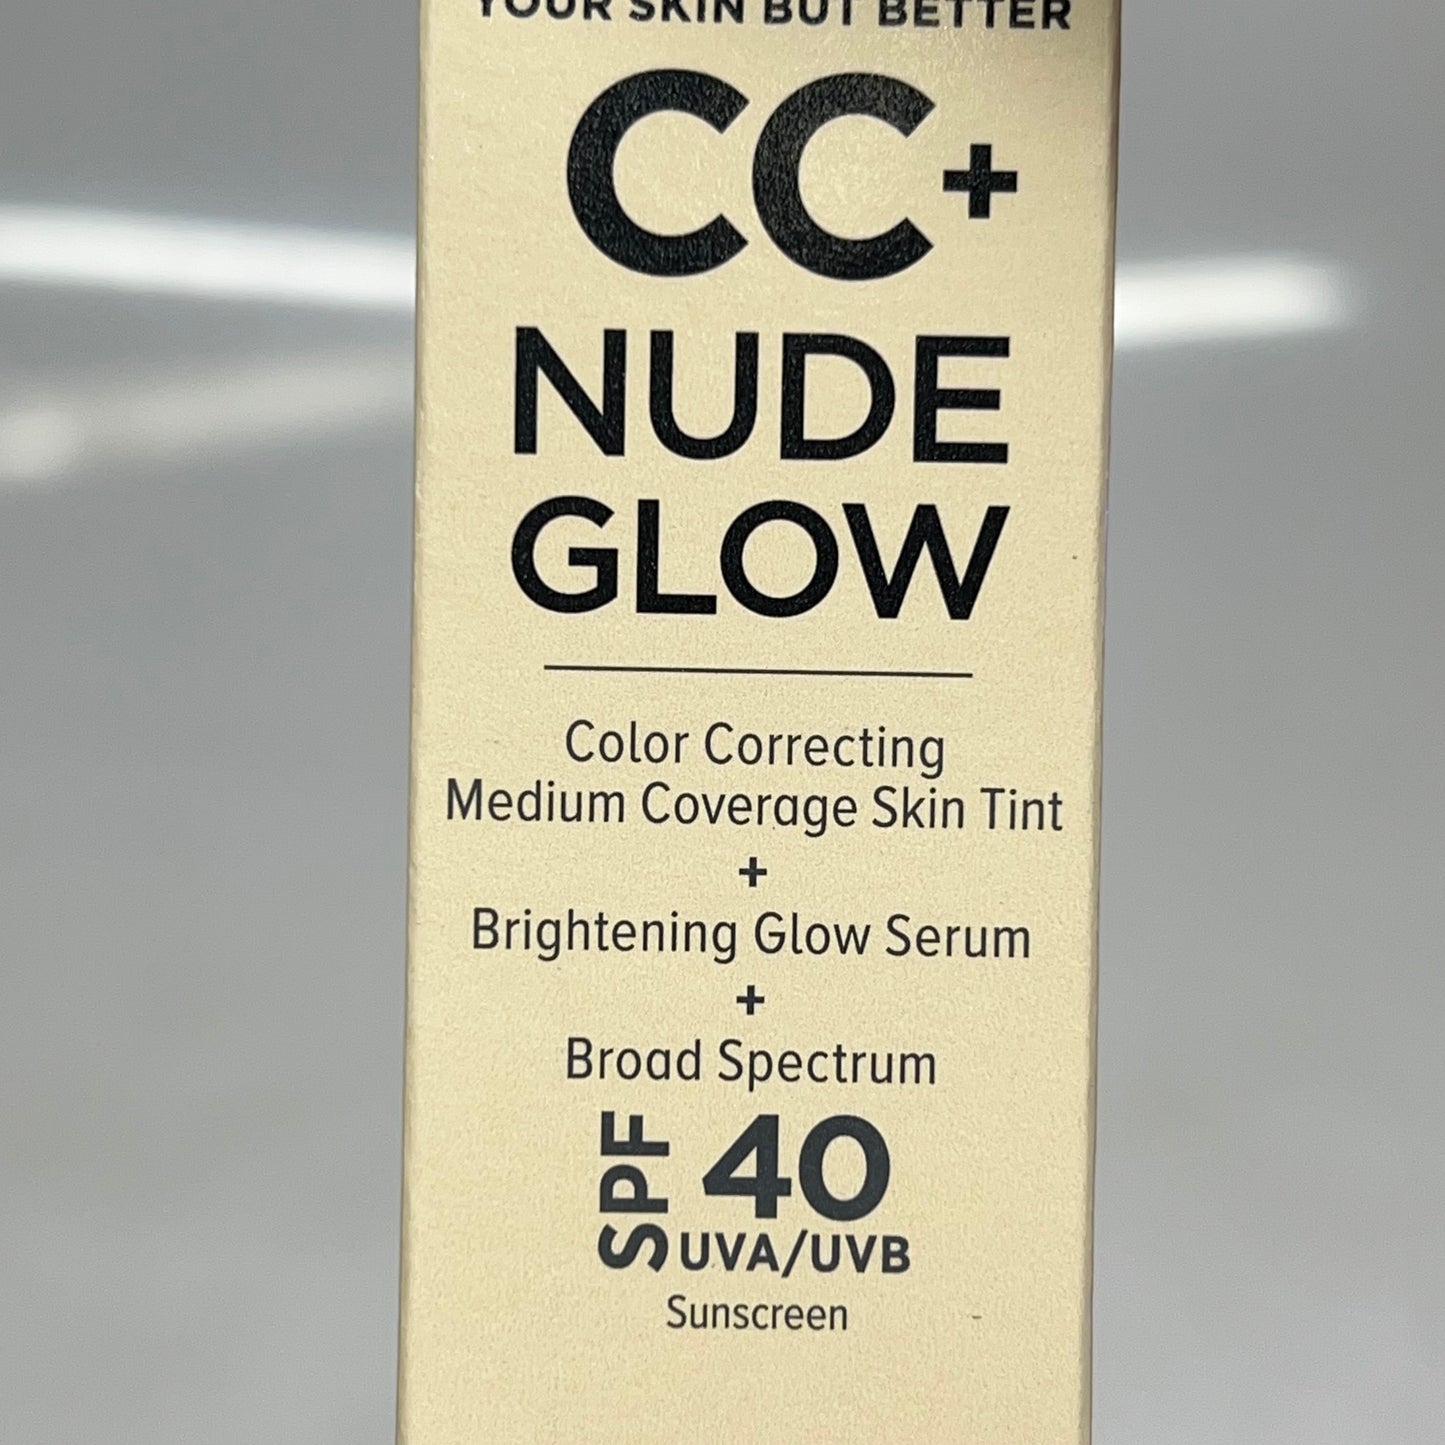 YOUR SKIN BUT BETTER
CC+
NUDE
GLOW
Color Correcting
Medium Coverage Skin Tint
+
Brightening Glow Serum
+
Broad Spectrum
SPF 40
UVA/UVB
Sunscreen